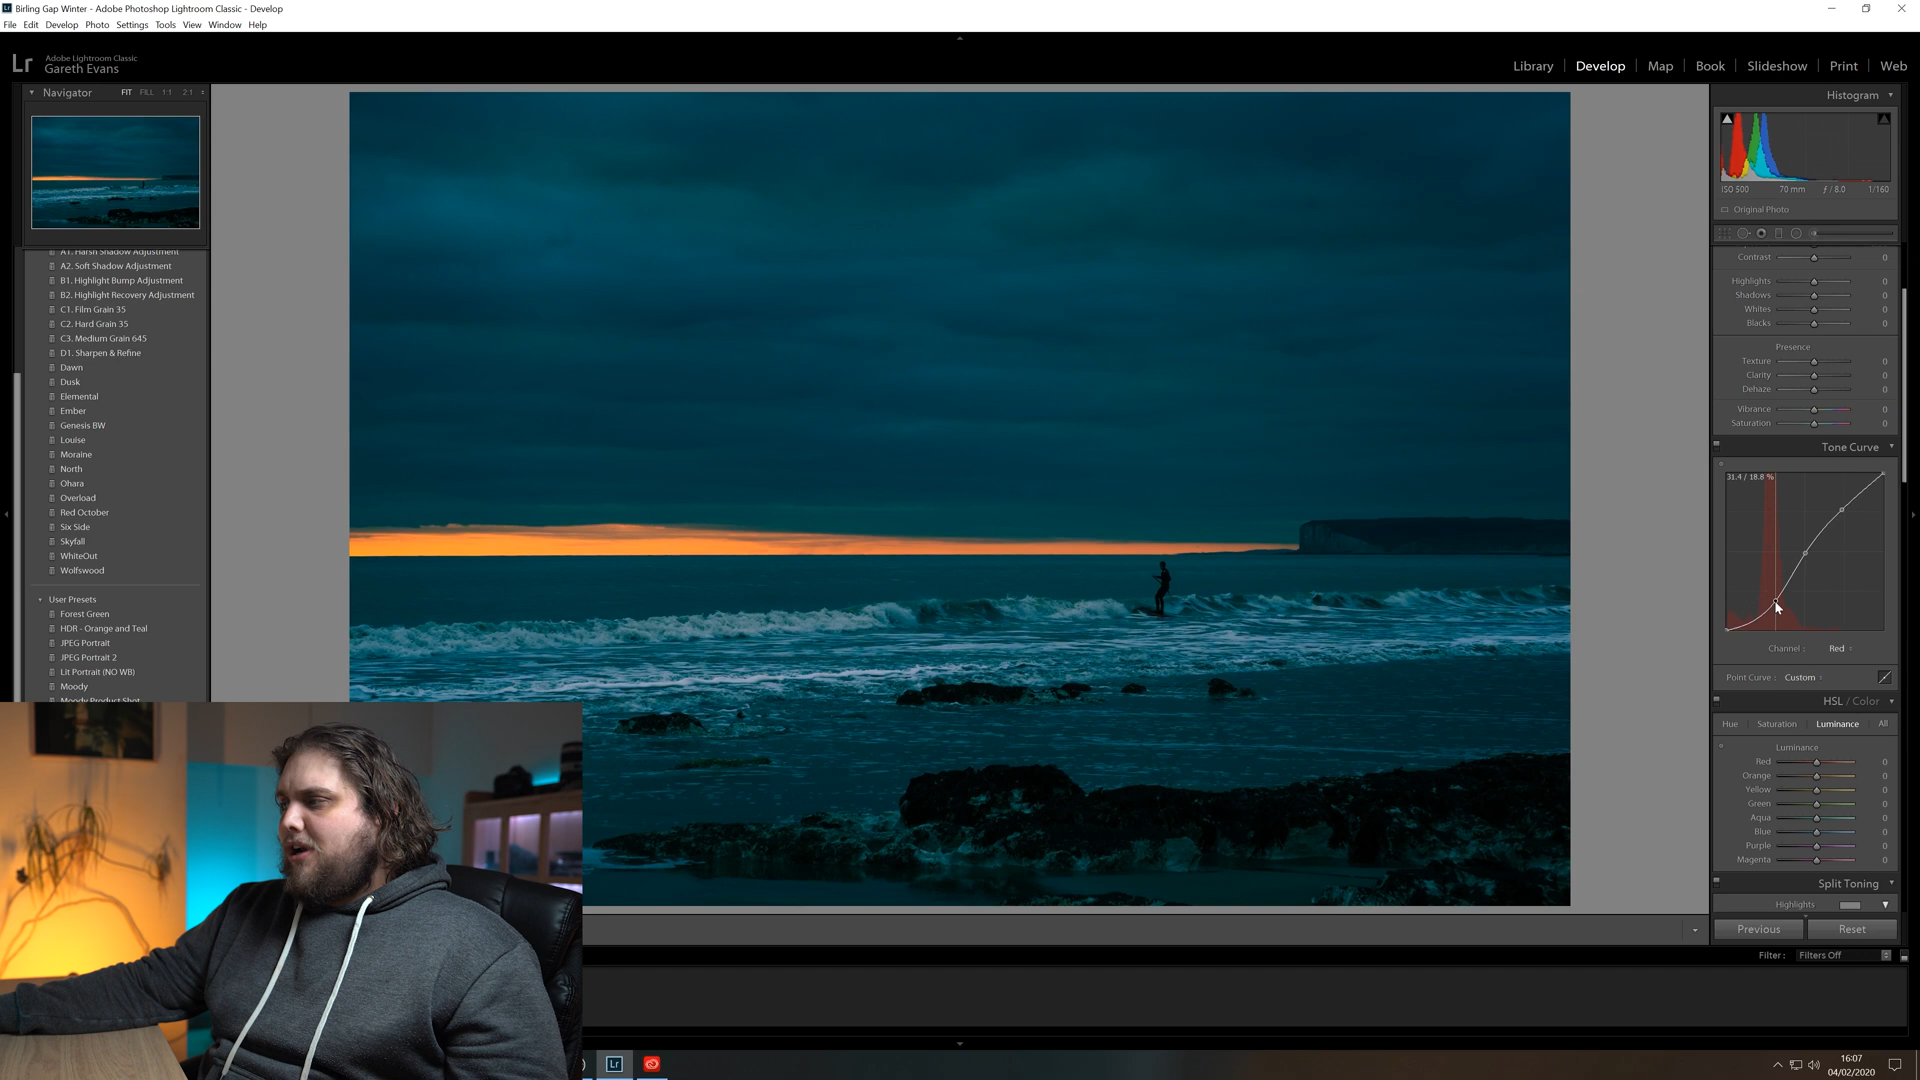 Birling Gap Winter - Adobe Photoshop Lightroom Classic - Develop
File Edit Develop Photo Settings Tools View Window Help
Lr
Adobe Lightroom Classic
Gareth Evans
Library Develop Map Book Slideshow Print Web
Navigator FIT FILL 1:1 2:1
A1. Harsh Shadow Adjustment
A2. Soft Shadow Adjustment
B1. Highlight Bump Adjustment
B2. Highlight Recovery Adjustment
C1. Film Grain 35
C2. Hard Grain 35
C3. Medium Grain 645
D1. Sharpen & Refine
Dawn
Dusk
Elemental
Ember
Genesis BW
Louise
Moraine
North
Ohara
Overload
Red October
Six Side
Skyfall
WhiteOut
Wolfswood
User Presets
Forest Green
HDR - Orange and Teal
JPEG Portrait
JPEG Portrait 2
Lit Portrait (NO WB)
Moody
Moody Product Shot
Histogram
ISO 500 70 mm ƒ / 8.0 1/160
Original Photo
Contrast 0
Highlights 0
Shadows 0
Whites 0
Blacks 0
Presence
Texture 0
Clarity 0
Dehaze 0
Vibrance 0
Saturation 0
Tone Curve
31.4 / 18.8 %
Channel : Red
Point Curve : Custom
HSL / Color
Hue Saturation Luminance All
Luminance
Red 0
Orange 0
Yellow 0
Green 0
Aqua 0
Blue 0
Purple 0
Magenta 0
Split Toning
Highlights
Previous Reset
Filter : Filters Off
Lr
16:07
04/02/2020